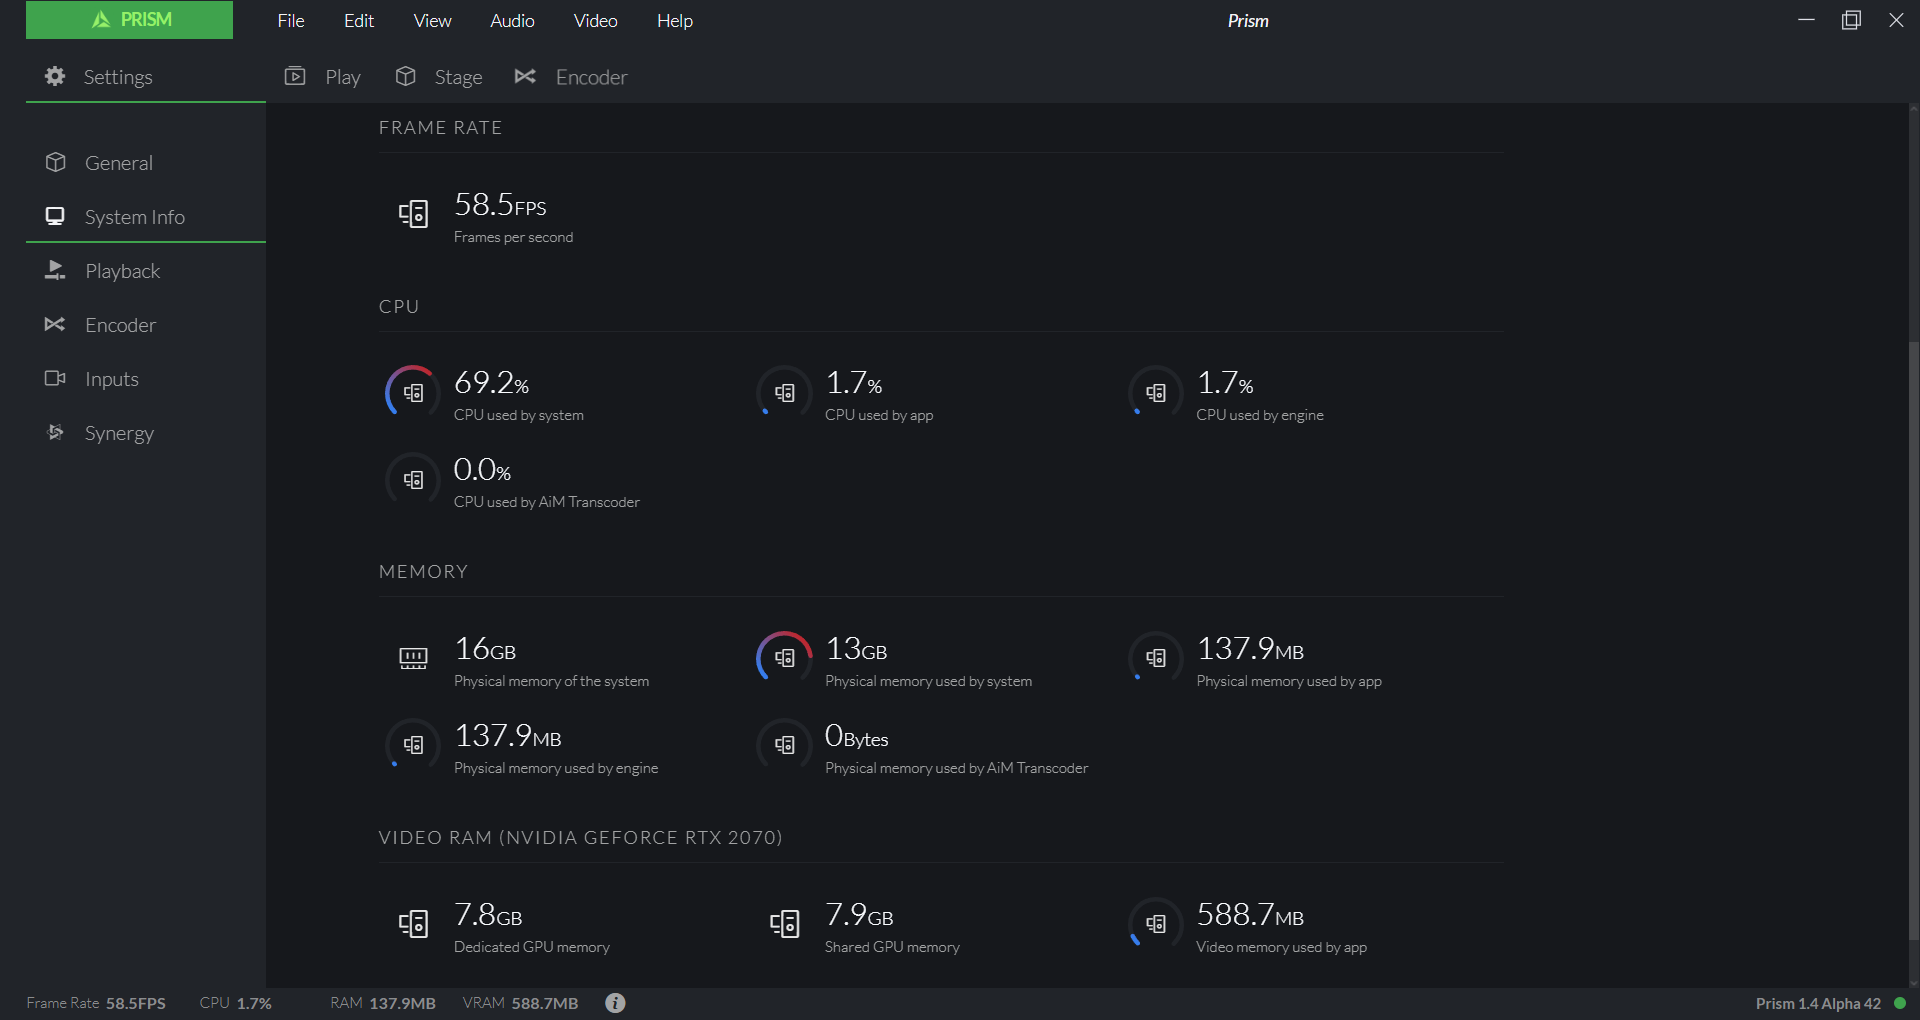 PRISM File Edit View Audio Video Help Prism
Settings Play Stage Encoder
General
System Info
Playback
Encoder
Inputs
Synergy
FRAME RATE
58.5FPS
Frames per second
CPU
69.2% 1.7% 1.7%
CPU used by system CPU used by app CPU used by engine
0.0%
CPU used by AiM Transcoder
MEMORY
16GB 13GB 137.9MB
Physical memory of the system Physical memory used by system Physical memory used by app
137.9MB 0Bytes
Physical memory used by engine Physical memory used by AiM Transcoder
VIDEO RAM (NVIDIA GEFORCE RTX 2070)
7.8GB 7.9GB 588.7MB
Dedicated GPU memory Shared GPU memory Video memory used by app
Frame Rate 58.5FPS CPU 1.7% RAM 137.9MB VRAM 588.7MB Prism 1.4 Alpha 42